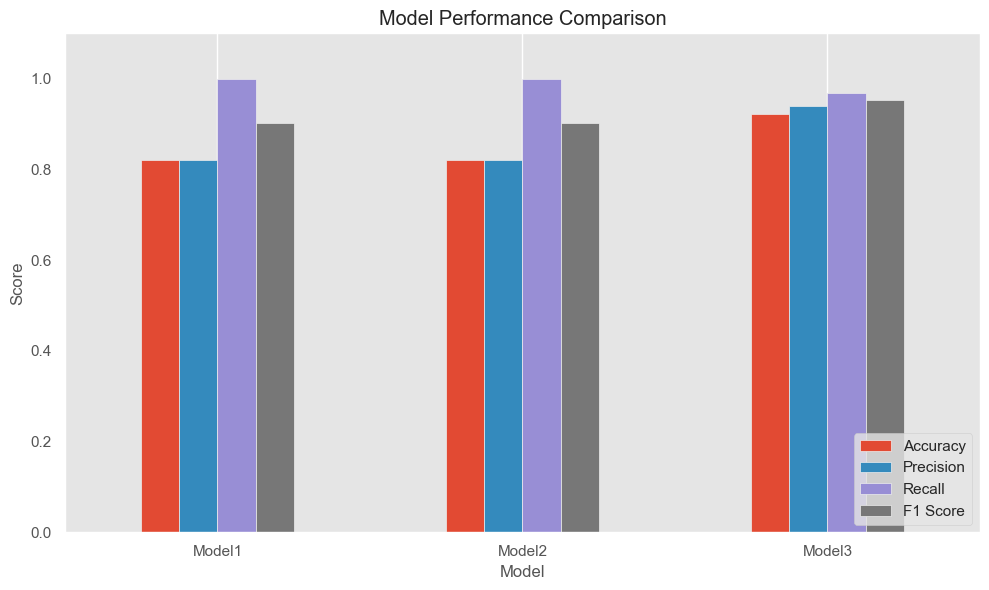 Model Performance Comparison
1.0
0.8
0.6
0.4
0.2
0.0
Score
Model1
Model2
Model3
Model
Accuracy
Precision
Recall
F1 Score